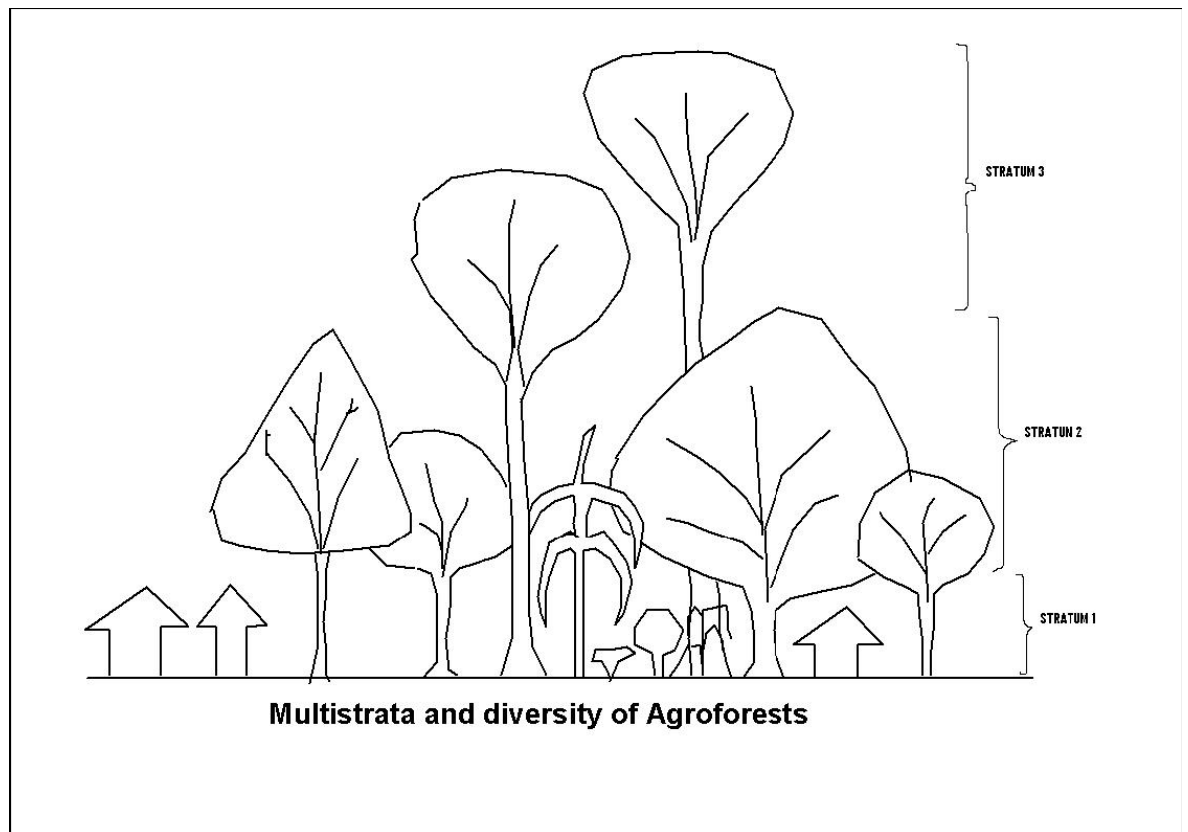 STRATUM 3
STRATUN 2
STRATUM 1
Multistrata and diversity of Agroforests